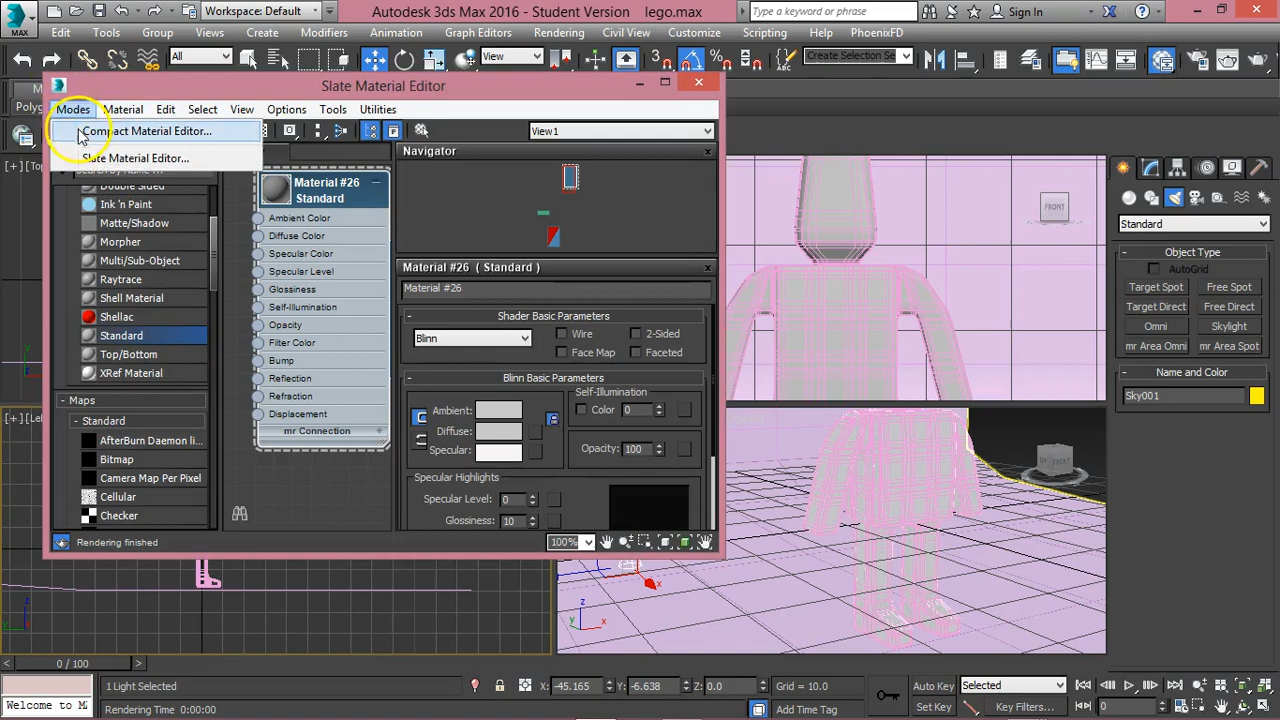 Workspace: Default
Autodesk 3ds Max 2016 - Student Version    lego.max
Type a keyword or phrase
Sign In
MAX
Edit Tools Group Views Create Modifiers Animation Graph Editors Rendering Civil View Customize Scripting Help PhoenixFD
All
View
Create Selection Se
Slate Material Editor
Modes Material Edit Select View Options Tools Utilities
Compact Material Editor...
Slate Material Editor...
View1
Navigator
Double Sided
Ink 'n Paint
Matte/Shadow
Morpher
Multi/Sub-Object
Raytrace
Shell Material
Shellac
Standard
Top/Bottom
XRef Material
- Maps
- Standard
AfterBurn Daemon li...
Bitmap
Camera Map Per Pixel
Cellular
Checker
Material #26
Standard
Ambient Color
Diffuse Color
Specular Color
Specular Level
Glossiness
Self-Illumination
Opacity
Filter Color
Bump
Reflection
Refraction
Displacement
mr Connection +
Material #26 ( Standard )
Material #26
- Shader Basic Parameters
Blinn
Wire
2-Sided
Face Map
Faceted
- Blinn Basic Parameters
Self-Illumination
Ambient:
Color 0
Diffuse:
Specular:
Opacity: 100
Specular Highlights
Specular Level: 0
Glossiness: 10
Rendering finished
100%
FRONT
Standard
- Object Type
AutoGrid
Target Spot Free Spot
Target Direct Free Direct
Omni Skylight
mr Area Omni mr Area Spot
- Name and Color
Sky001
0 / 100
1 Light Selected
X: -45.165 Y: -6.638 Z: 0.0
Grid = 10.0
Auto Key
Selected
Welcome to M
Rendering Time 0:00:00
Add Time Tag
Set Key
Key Filters...
0